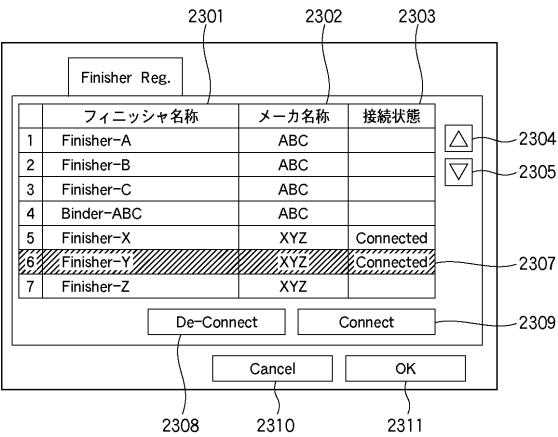 2301 2302 2303
Finisher Reg.
フィニッシャ名称 メーカ名称 接続状態
1 Finisher-A ABC
2 Finisher-B ABC
3 Finisher-C ABC
4 Binder-ABC ABC
5 Finisher-X XYZ Connected
6 Finisher-Y XYZ Connected
7 Finisher-Z XYZ
2304
2305
2307
De-Connect Connect
2309
Cancel OK
2308 2310 2311